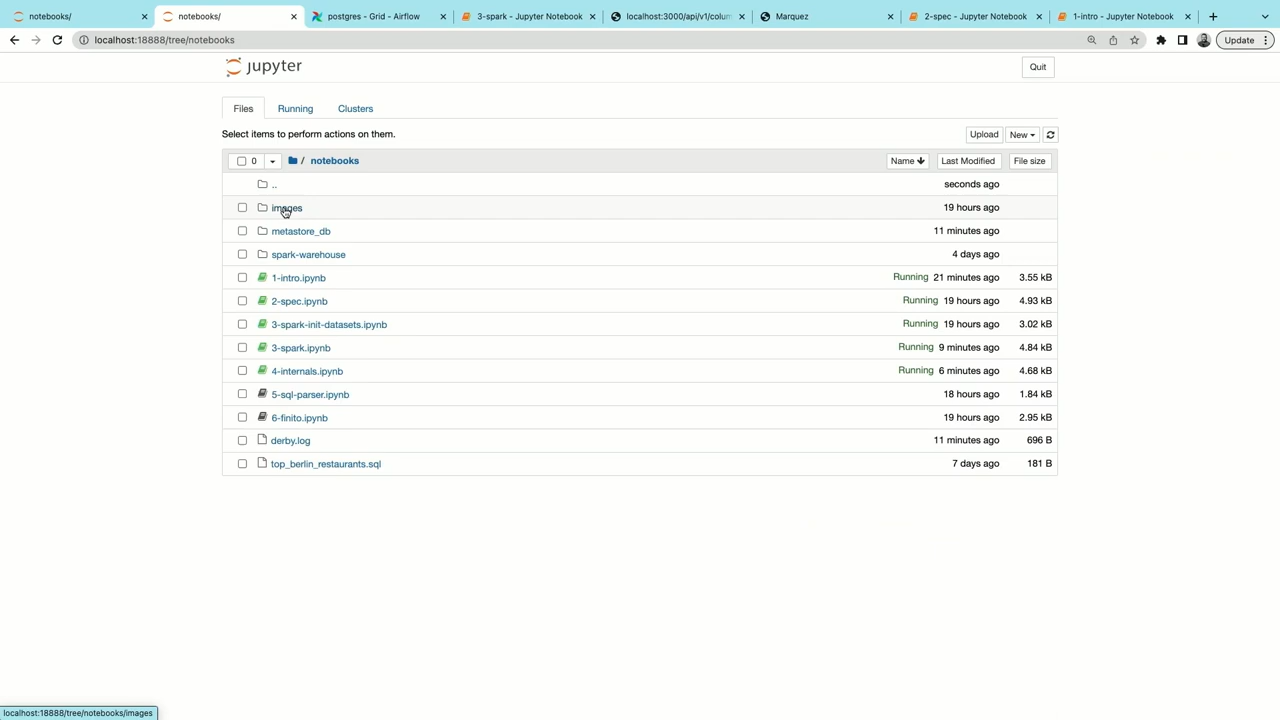 notebooks/
notebooks/
postgres - Grid - Airflow
3-spark - Jupyter Notebook
localhost:3000/api/v1/colum
Marquez
2-spec - Jupyter Notebook
1-intro - Jupyter Notebook
localhost:18888/tree/notebooks
Update
jupyter
Quit
Files Running Clusters
Select items to perform actions on them.
Upload New
0 / notebooks Name Last Modified File size
.. seconds ago
images 19 hours ago
metastore_db 11 minutes ago
spark-warehouse 4 days ago
1-intro.ipynb Running 21 minutes ago 3.55 kB
2-spec.ipynb Running 19 hours ago 4.93 kB
3-spark-init-datasets.ipynb Running 19 hours ago 3.02 kB
3-spark.ipynb Running 9 minutes ago 4.84 kB
4-internals.ipynb Running 6 minutes ago 4.68 kB
5-sql-parser.ipynb 18 hours ago 1.84 kB
6-finito.ipynb 19 hours ago 2.95 kB
derby.log 11 minutes ago 696 B
top_berlin_restaurants.sql 7 days ago 181 B
localhost:18888/tree/notebooks/images